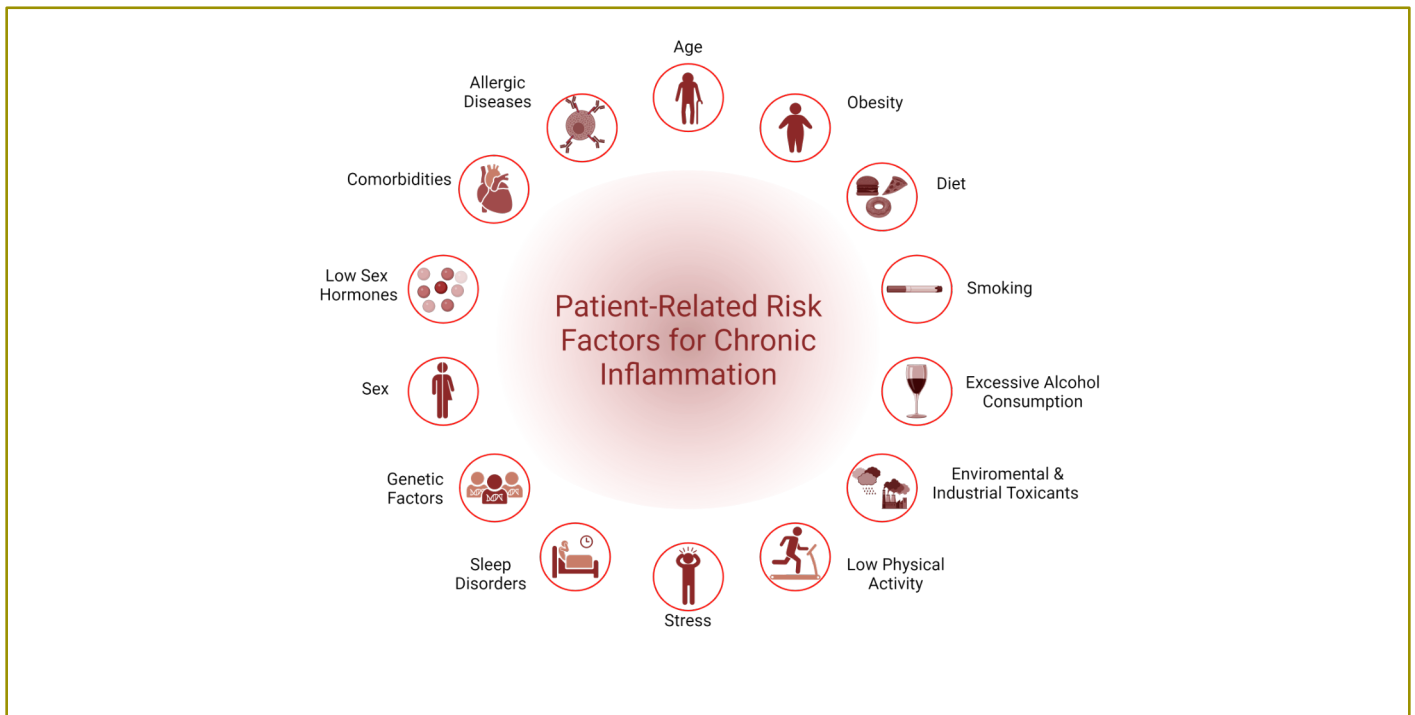 Age
Obesity
Diet
Smoking
Excessive Alcohol
Consumption
Enviromental &
Industrial Toxicants
Low Physical
Activity
Stress
Sleep
Disorders
Genetic
Factors
Sex
Low Sex
Hormones
Comorbidities
Allergic
Diseases
Patient-Related Risk
Factors for Chronic
Inflammation